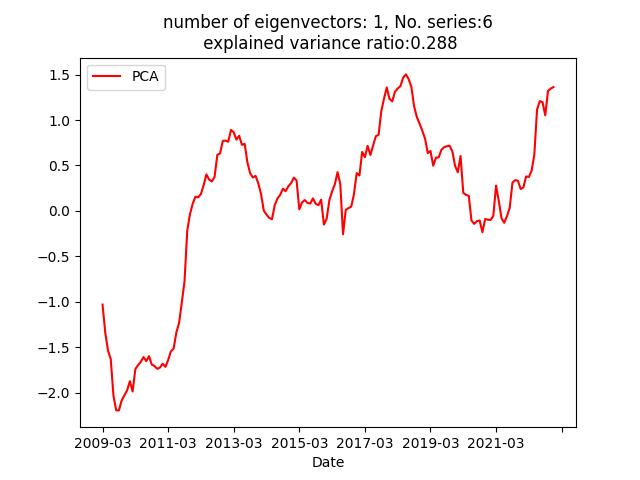 number of eigenvectors: 1, No. series:6
explained variance ratio:0.288
PCA
1.5
1.0
0.5
0.0
−0.5
−1.0
−1.5
−2.0
2009-03 2011-03 2013-03 2015-03 2017-03 2019-03 2021-03
Date